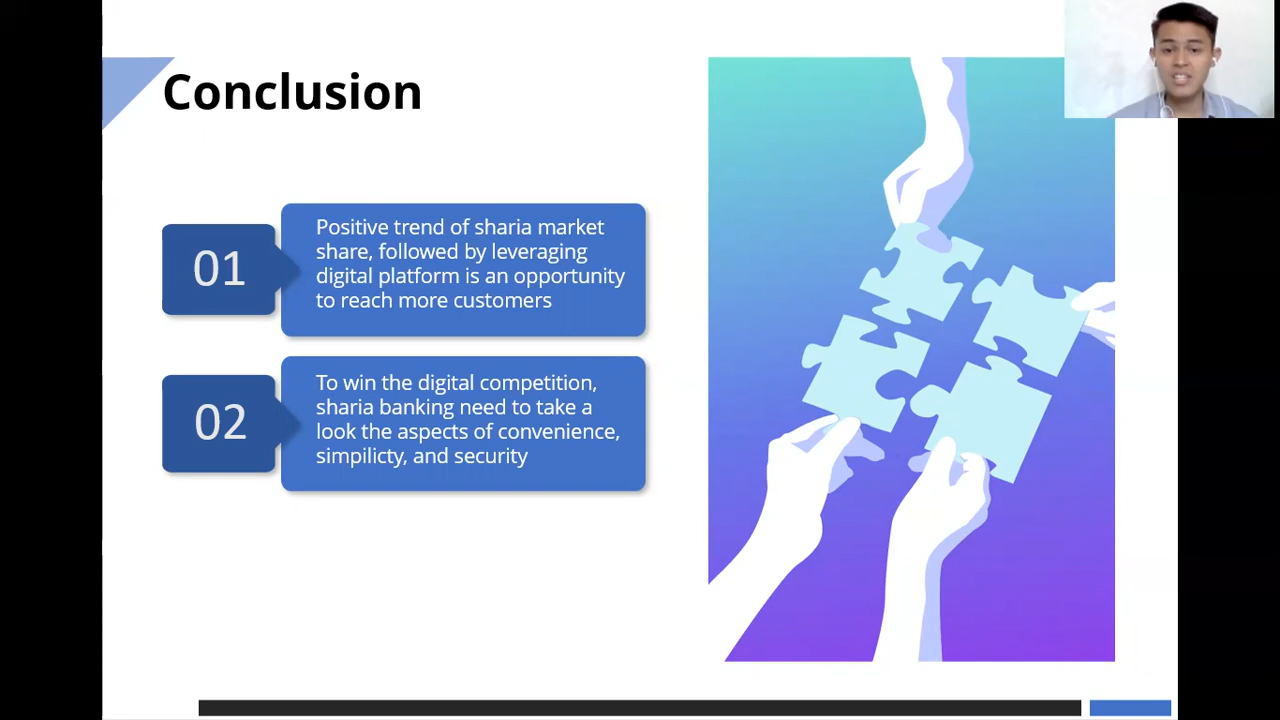 Conclusion
01
Positive trend of sharia market
share, followed by leveraging
digital platform is an opportunity
to reach more customers
02
To win the digital competition,
sharia banking need to take a
look the aspects of convenience,
simpilicty, and security